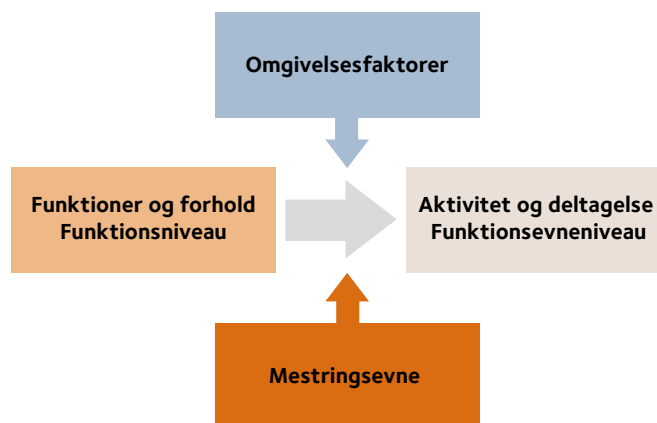 Omgivelsesfaktorer
Funktioner og forhold
Funktionsniveau
Aktivitet og deltagelse
Funktionsevneniveau
Mestringsevne